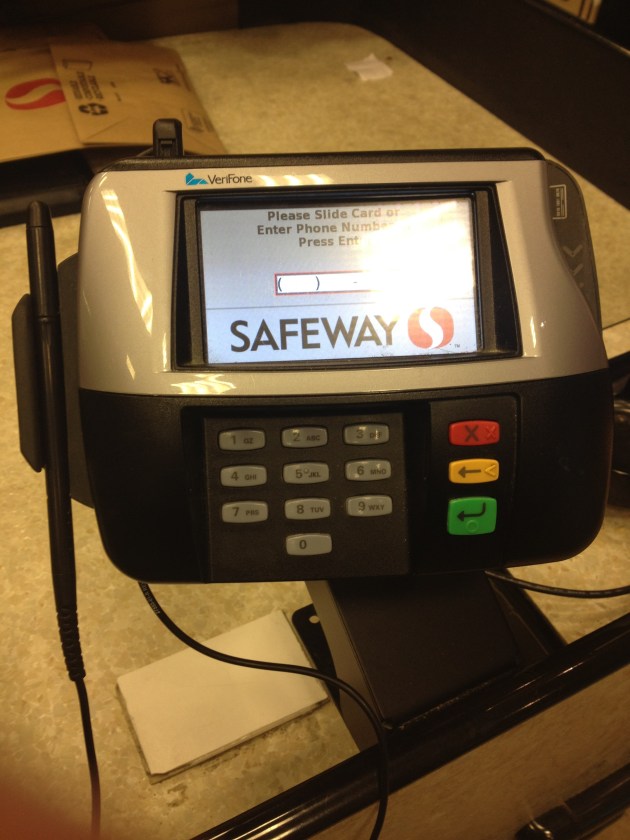 VeriFone
Please Slide Card or
Enter Phone Number
Press Ent
( ) -
SAFEWAY
1 QZ
2 ABC
3 DEF
4 GHI
5 JKL
6 MNO
7 PRS
8 TUV
9 WXY
0